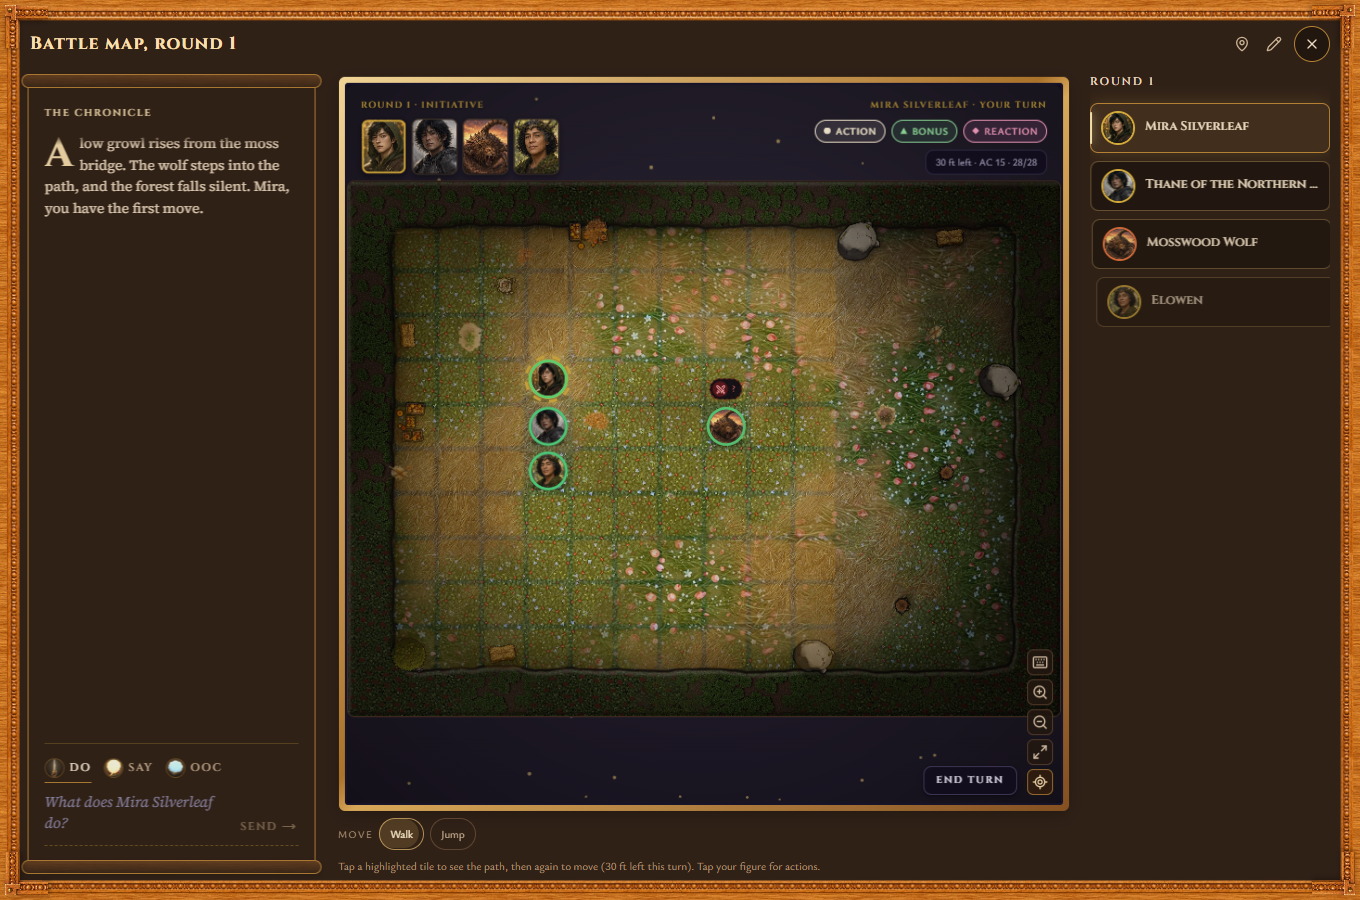 Battle map, round 1
THE CHRONICLE
A low growl rises from the moss
bridge. The wolf steps into the
path, and the forest falls silent. Mira,
you have the first move.
DO SAY OOC
What does Mira Silverleaf
do?
SEND →
ROUND 1 · INITIATIVE
MIRA SILVERLEAF · YOUR TURN
ACTION BONUS REACTION
30 ft left · AC 15 · 28/28
?
END TURN
MOVE Walk Jump
Tap a highlighted tile to see the path, then again to move (30 ft left this turn). Tap your figure for actions.
ROUND 1
Mira Silverleaf
Thane of the Northern ...
Mosswood Wolf
Elowen